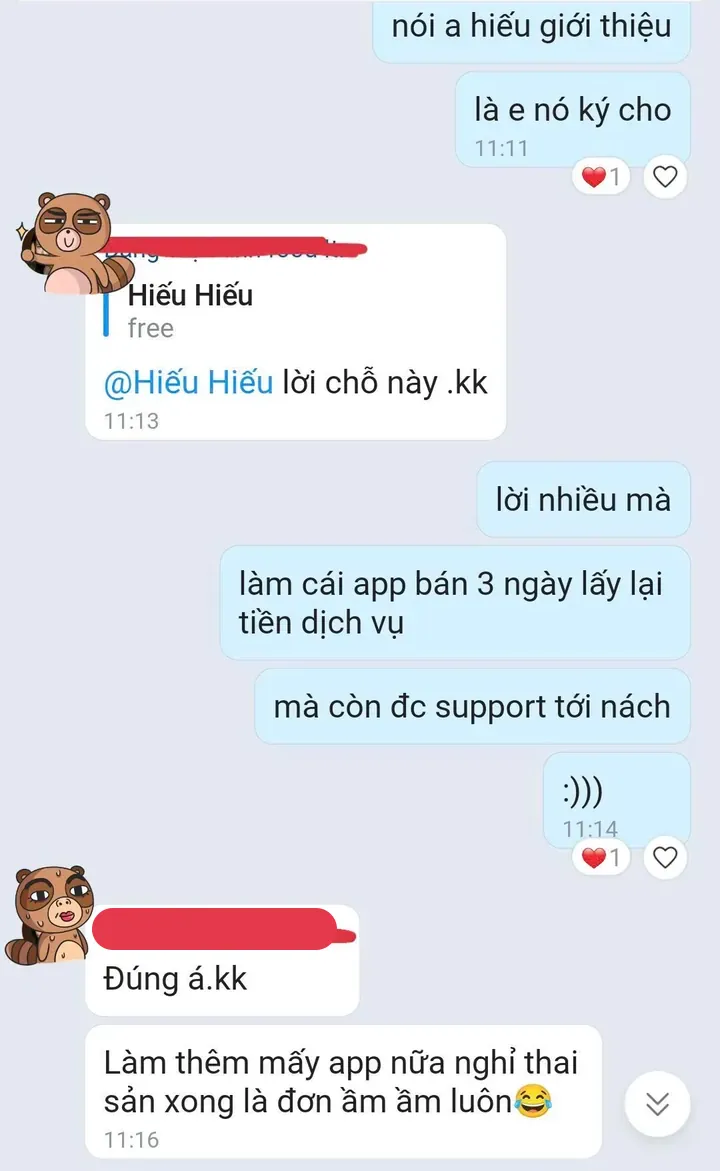 nói a hiếu giới thiệu
là e nó ký cho
11:11
1
Hiếu Hiếu
free
@Hiếu Hiếu lời chỗ này .kk
11:13
lời nhiều mà
làm cái app bán 3 ngày lấy lại
tiền dịch vụ
mà còn đc support tới nách
:)))
11:14
1
Đúng á.kk
Làm thêm mấy app nữa nghỉ thai
sản xong là đơn ầm ầm luôn😂
11:16